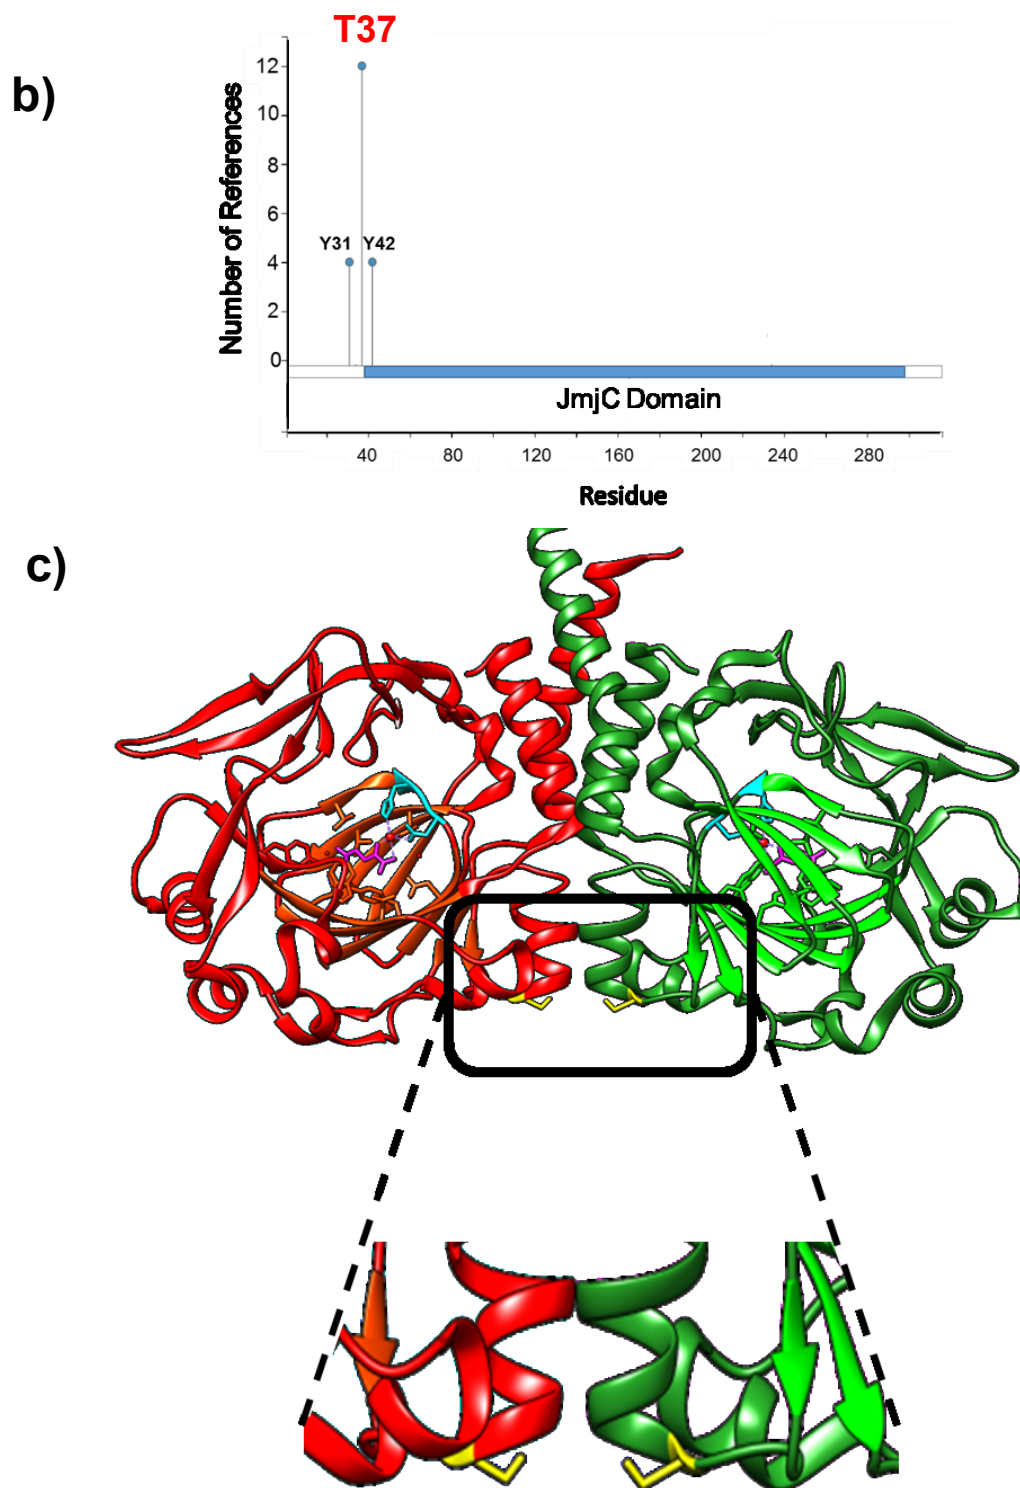 b)
T37
Number of References
12
10
8
6
4
2
0
Y31 Y42
JmjC Domain
40 80 120 160 200 240 280
Residue
c)